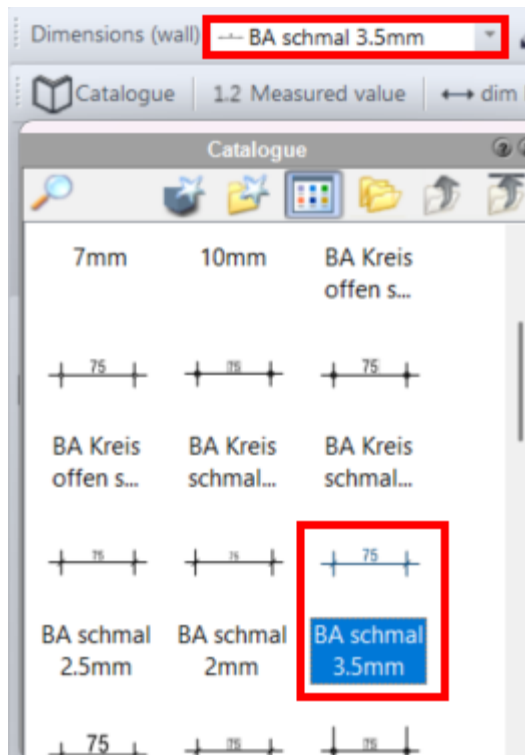 Dimensions (wall) BA schmal 3.5mm
Catalogue 1.2 Measured value dim
Catalogue
7mm 10mm BA Kreis
offen s...
75 75 75
BA Kreis BA Kreis BA Kreis
offen s... schmal... schmal...
75 75 75
BA schmal BA schmal BA schmal
2.5mm 2mm 3.5mm
75 75 75